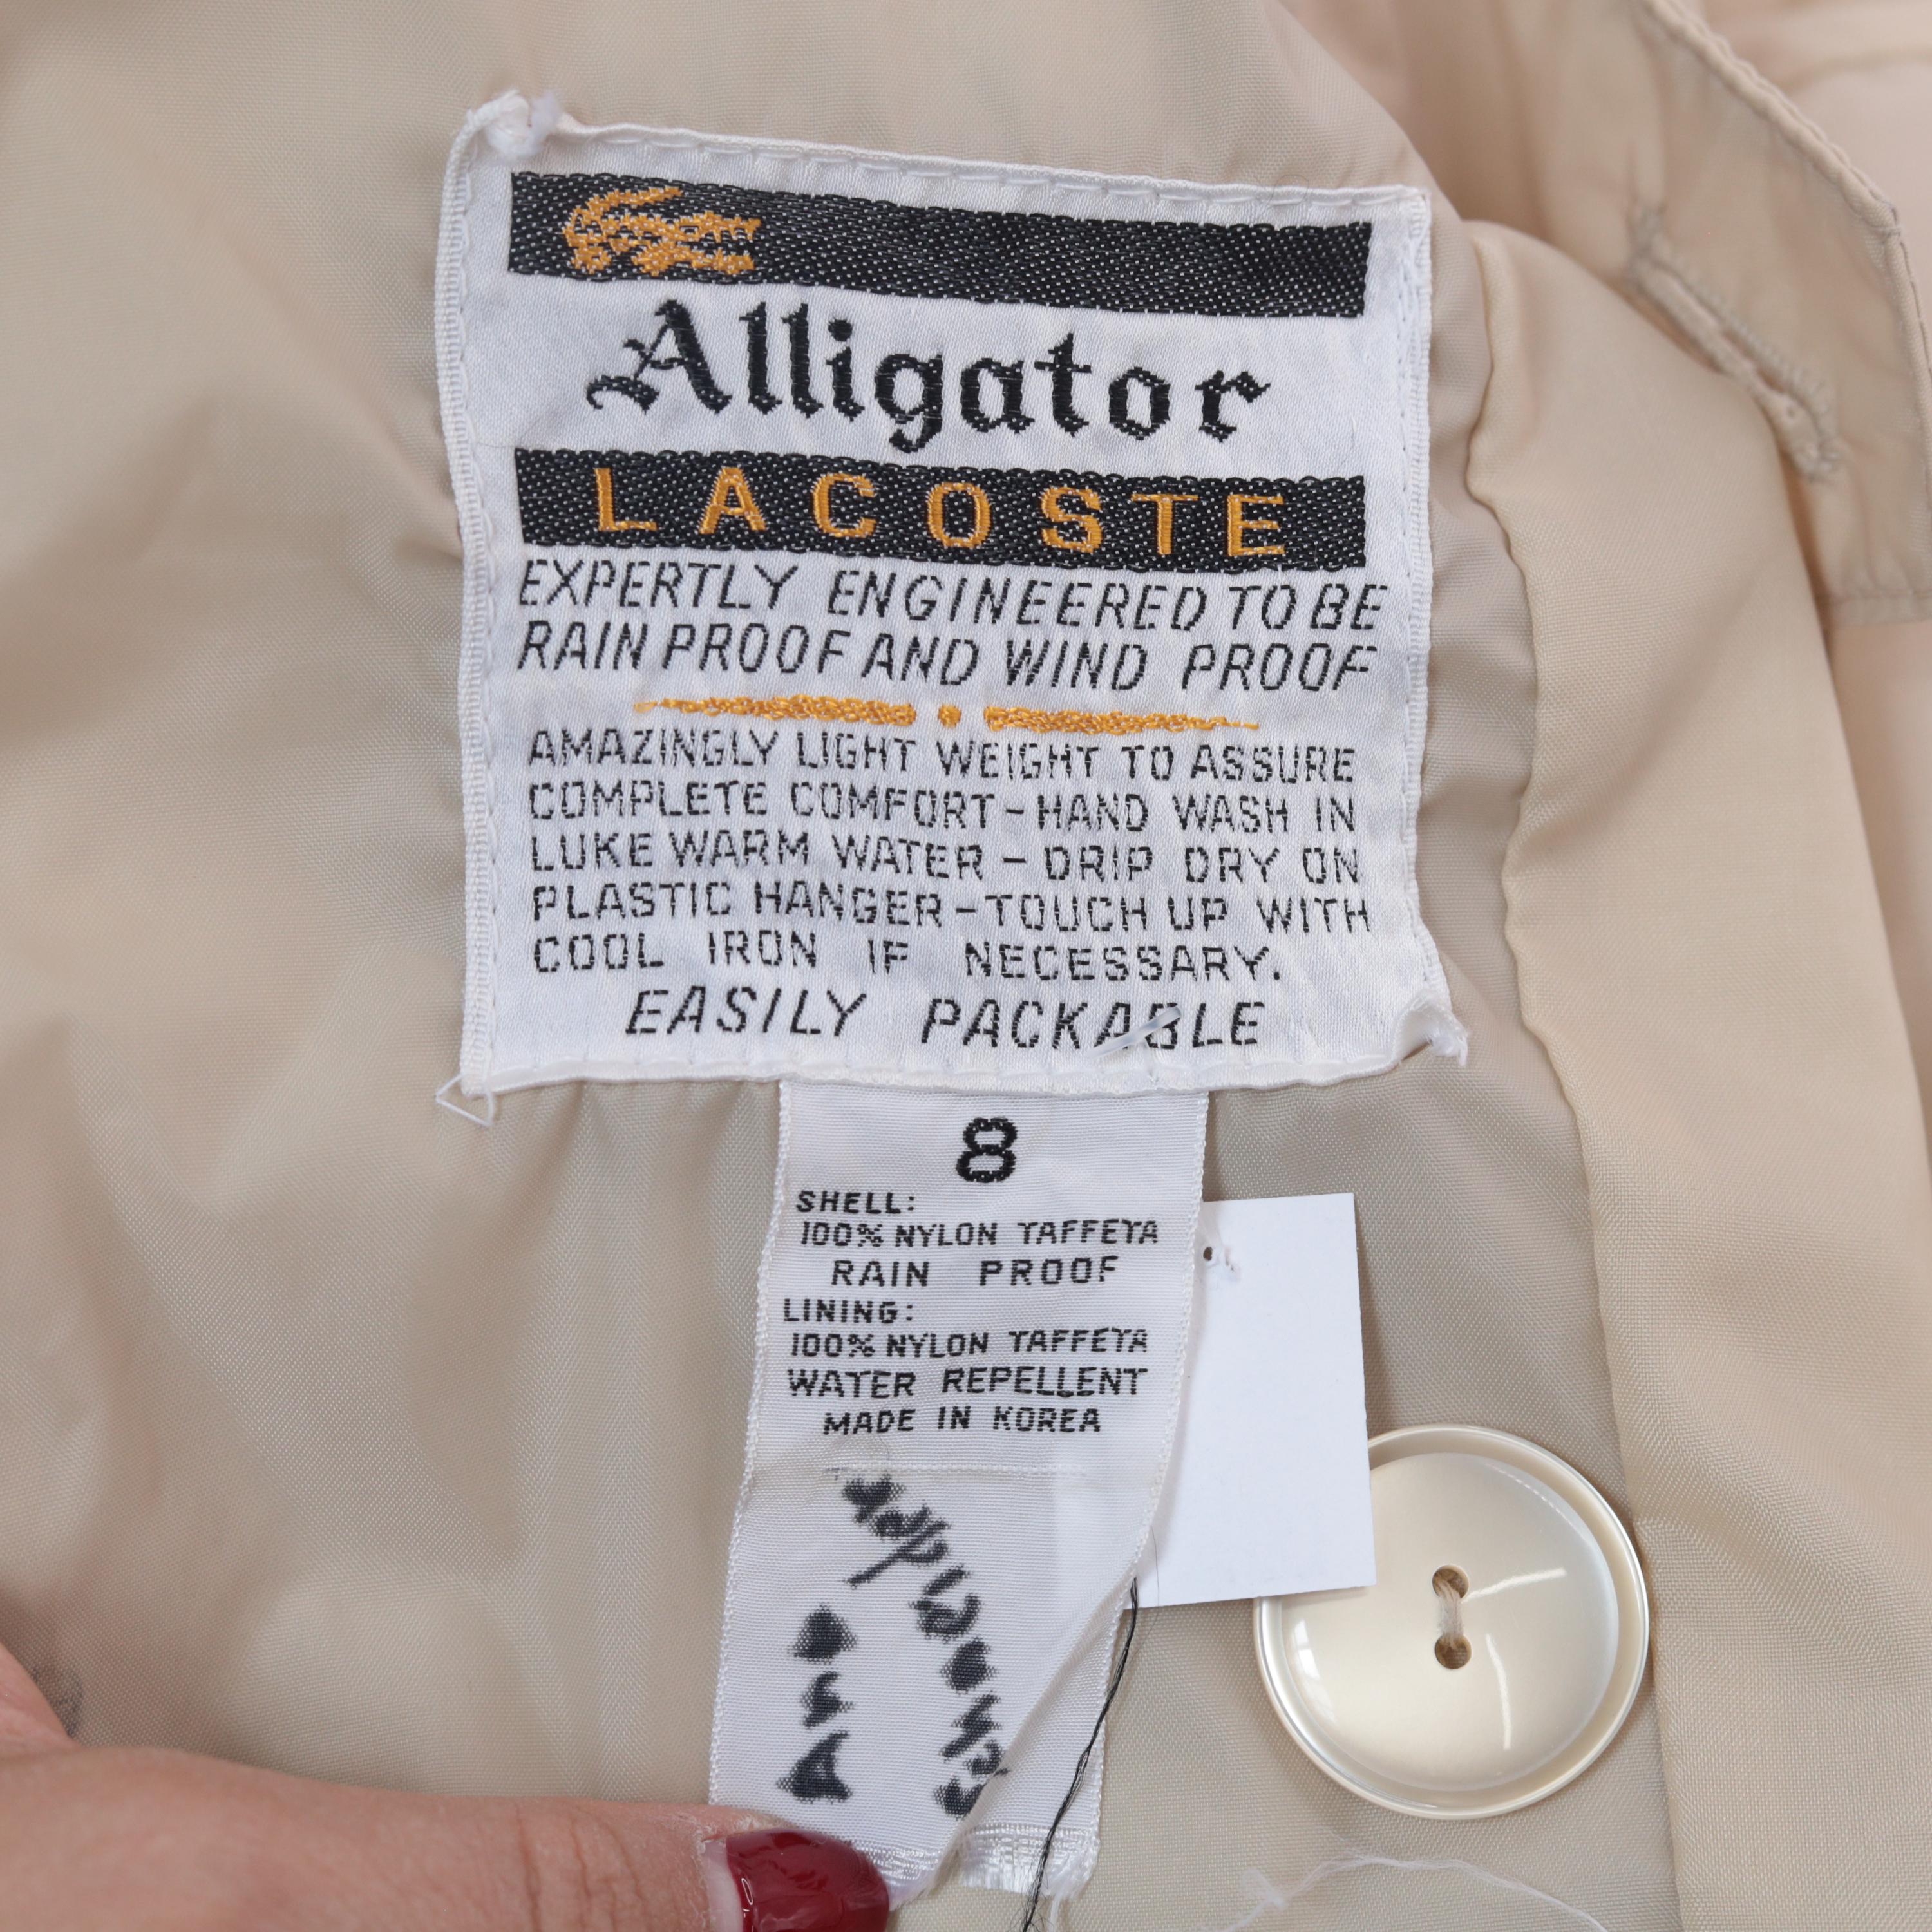 Alligator
LACOSTE
EXPERTLY ENGINEERED TO BE
RAIN PROOF AND WIND PROOF
AMAZINGLY LIGHT WEIGHT TO ASSURE
COMPLETE COMFORT-HAND WASH IN
LUKE WARM WATER - DRIP DRY ON
PLASTIC HANGER-TOUCH UP WITH
COOL IRON IF NECESSARY.
EASILY PACKABLE
8
SHELL:
100% NYLON TAFFETA
RAIN PROOF
LINING:
100% NYLON TAFFETA
WATER REPELLENT
MADE IN KOREA